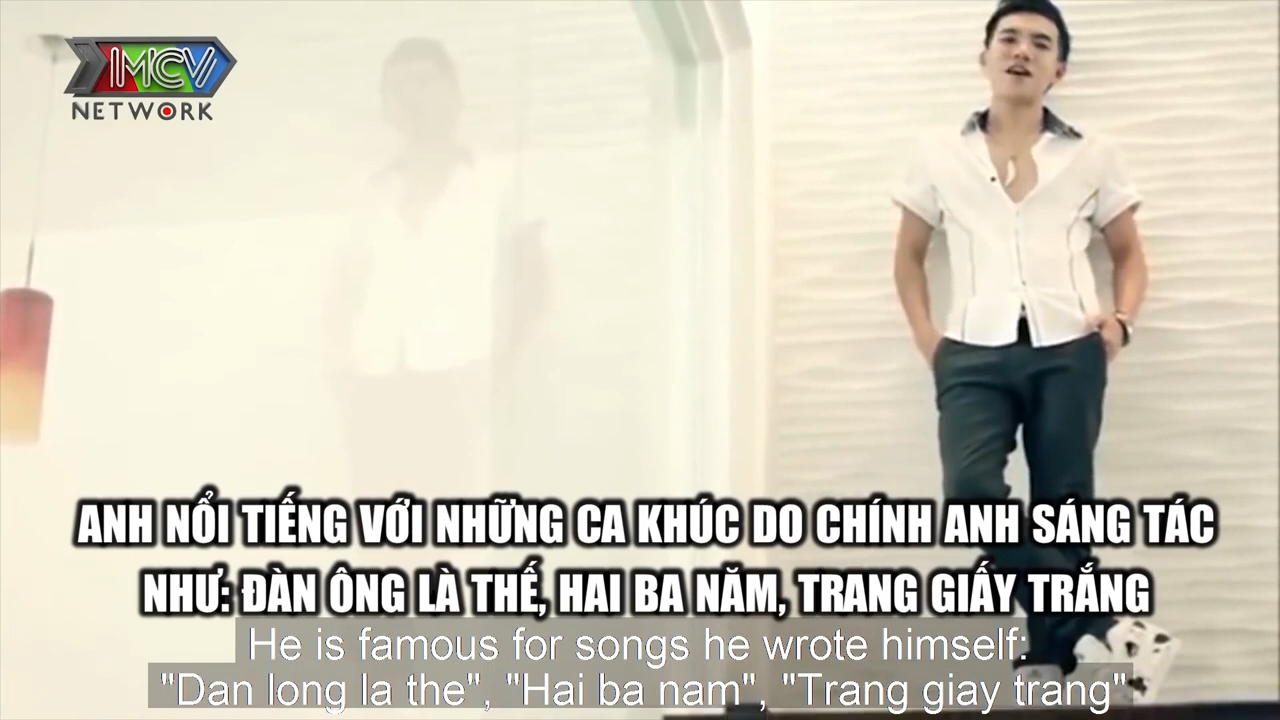 MCV
NETWORK
ANH NỔI TIẾNG VỚI NHỮNG CA KHÚC DO CHÍNH ANH SÁNG TÁC
NHƯ: ĐÀN ÔNG LÀ THẾ, HAI BA NĂM, TRANG GIẤY TRẮNG
He is famous for songs he wrote himself:
"Dan long la the", "Hai ba nam", "Trang giay trang"